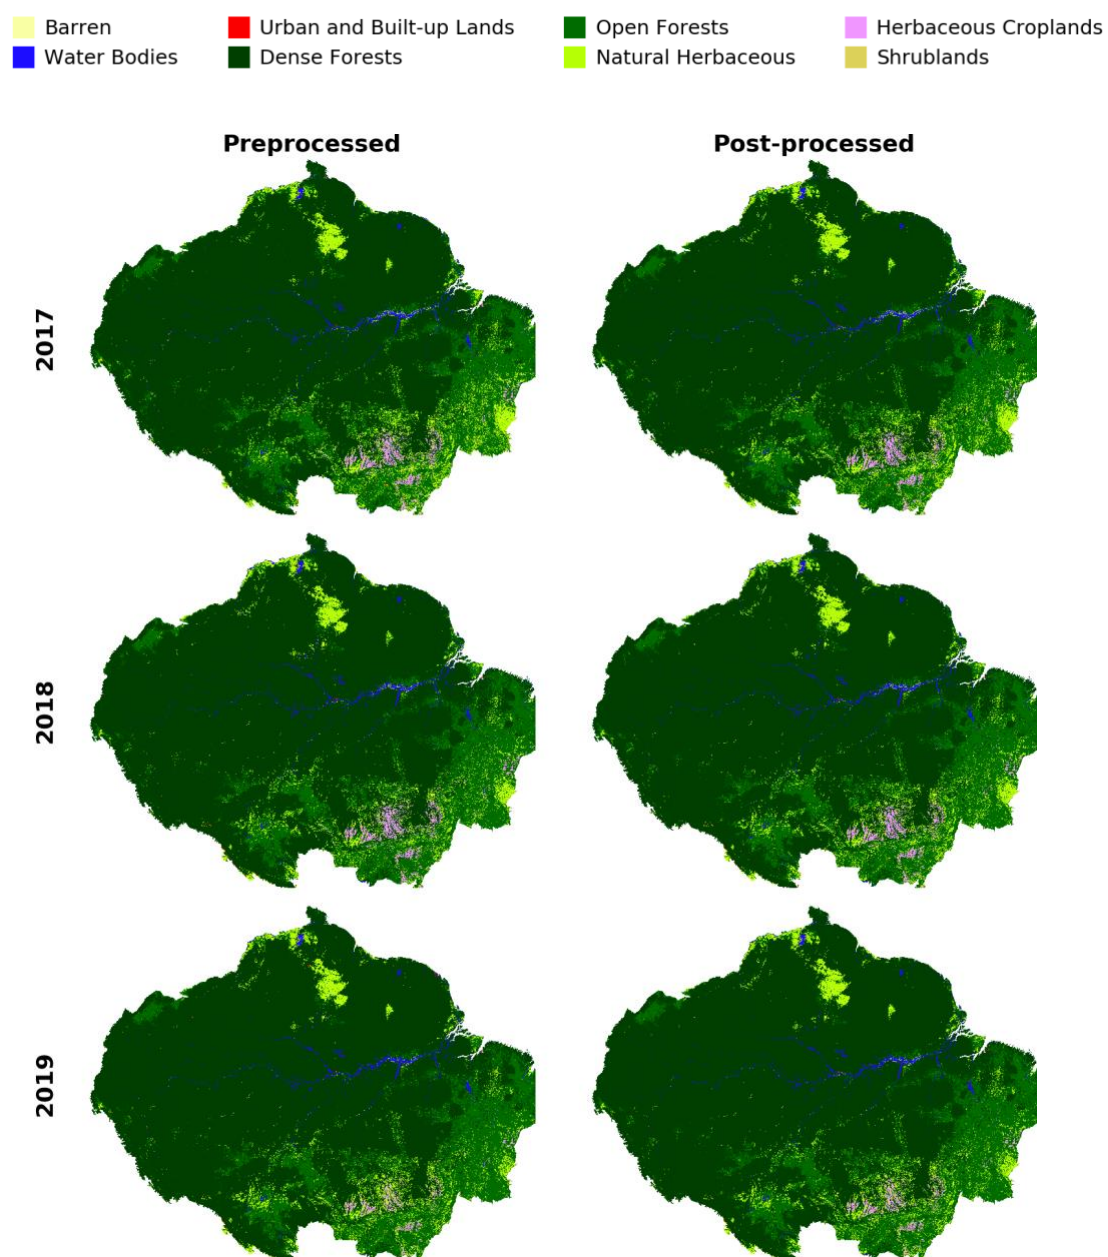 Barren Urban and Built-up Lands Open Forests Herbaceous Croplands
Water Bodies Dense Forests Natural Herbaceous Shrublands
Preprocessed Post-processed
2017
2018
2019